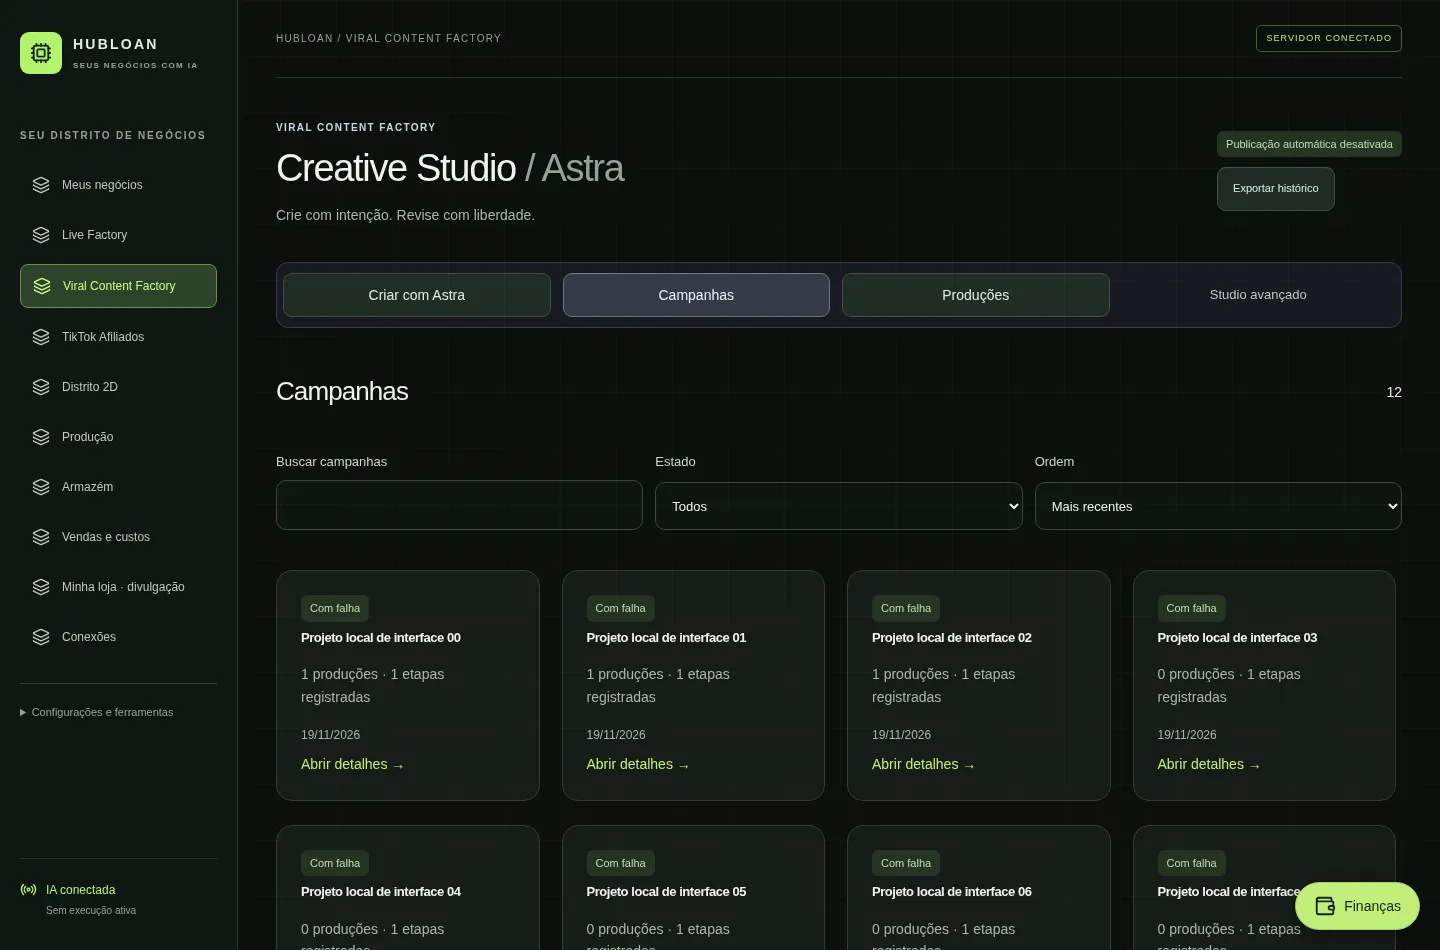 HUBLOAN
SEUS NEGÓCIOS COM IA
SEU DISTRITO DE NEGÓCIOS
Meus negócios
Live Factory
Viral Content Factory
TikTok Afiliados
Distrito 2D
Produção
Armazém
Vendas e custos
Minha loja · divulgação
Conexões
▶ Configurações e ferramentas
IA conectada
Sem execução ativa
HUBLOAN / VIRAL CONTENT FACTORY
SERVIDOR CONECTADO
VIRAL CONTENT FACTORY
Creative Studio / Astra
Crie com intenção. Revise com liberdade.
Publicação automática desativada
Exportar histórico
Criar com Astra
Campanhas
Produções
Studio avançado
Campanhas
12
Buscar campanhas
Estado
Todos
Ordem
Mais recentes
Com falha
Projeto local de interface 00
1 produções · 1 etapas
registradas
19/11/2026
Abrir detalhes →
Com falha
Projeto local de interface 01
1 produções · 1 etapas
registradas
19/11/2026
Abrir detalhes →
Com falha
Projeto local de interface 02
1 produções · 1 etapas
registradas
19/11/2026
Abrir detalhes →
Com falha
Projeto local de interface 03
0 produções · 1 etapas
registradas
19/11/2026
Abrir detalhes →
Com falha
Projeto local de interface 04
0 produções · 1 etapas
registradas
Com falha
Projeto local de interface 05
0 produções · 1 etapas
registradas
Com falha
Projeto local de interface 06
0 produções · 1 etapas
registradas
Com falha
Projeto local de interface
0 produções · 1 etapas
registradas
Finanças